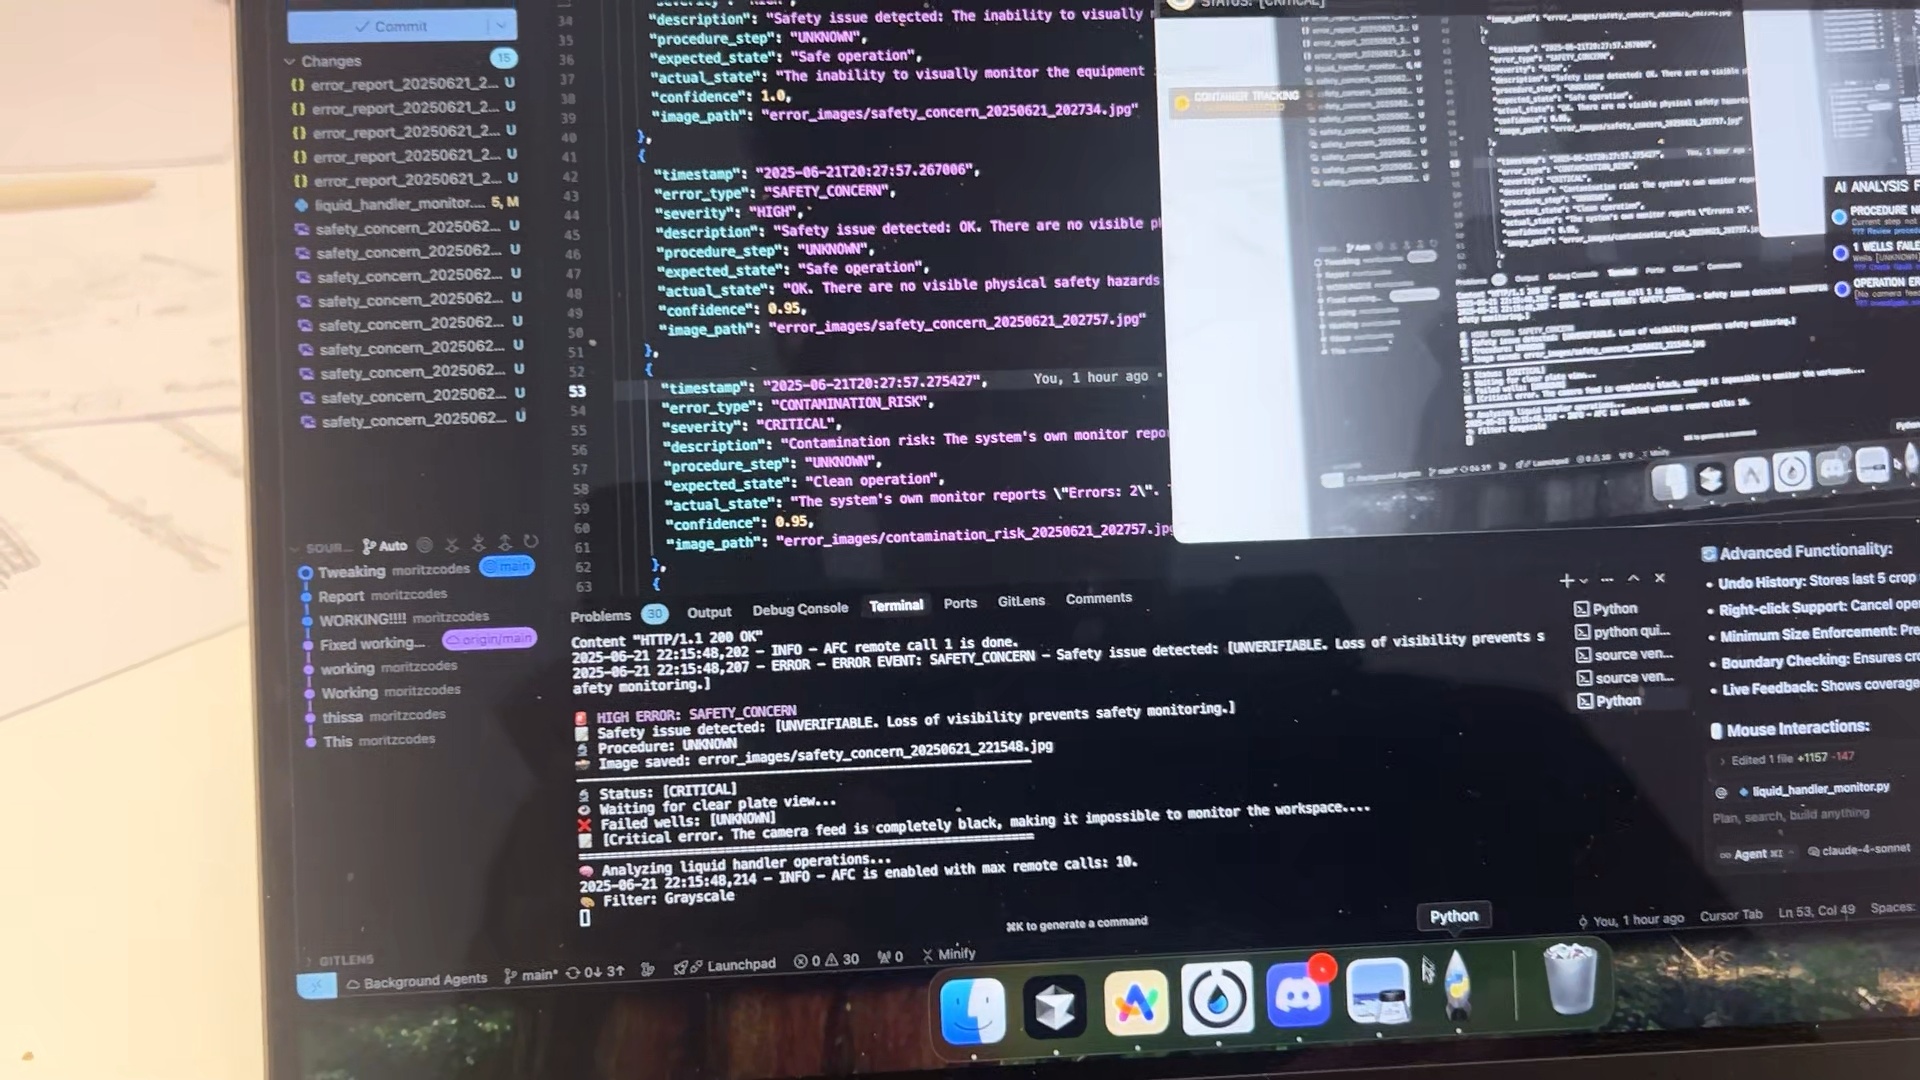 Commit
Changes 15
error_report_20250621_2... U
error_report_20250621_2... U
error_report_20250621_2... U
error_report_20250621_2... U
error_report_20250621_2... U
liquid_handler_monitor.... 5, M
safety_concern_2025062... U
safety_concern_2025062... U
safety_concern_2025062... U
safety_concern_2025062... U
safety_concern_2025062... U
safety_concern_2025062... U
safety_concern_2025062... U
safety_concern_2025062... U
safety_concern_2025062... U
SOUR... Auto
Tweaking moritzcodes main
Report moritzcodes
WORKING!!!! moritzcodes
Fixed working... origin/main
working moritzcodes
Working moritzcodes
thissa moritzcodes
This moritzcodes
GITLENS
34 "description": "Safety issue detected: The inability to visually
35 "procedure_step": "UNKNOWN",
36 "expected_state": "Safe operation",
37 "actual_state": "The inability to visually monitor the equipment
38 "confidence": 1.0,
39 "image_path": "error_images/safety_concern_20250621_202734.jpg"
40 },
41 {
42 "timestamp": "2025-06-21T20:27:57.267006",
43 "error_type": "SAFETY_CONCERN",
44 "severity": "HIGH",
45 "description": "Safety issue detected: OK. There are no visible
46 "procedure_step": "UNKNOWN",
47 "expected_state": "Safe operation",
48 "actual_state": "OK. There are no visible physical safety hazards
49 "confidence": 0.95,
50 "image_path": "error_images/safety_concern_20250621_202757.jpg"
51 },
52 {
53 "timestamp": "2025-06-21T20:27:57.275427", You, 1 hour ago •
54 "error_type": "CONTAMINATION_RISK",
55 "severity": "CRITICAL",
56 "description": "Contamination risk: The system's own monitor repo
57 "procedure_step": "UNKNOWN",
58 "expected_state": "Clean operation",
59 "actual_state": "The system's own monitor reports \"Errors: 2\".
60 "confidence": 0.95,
61 "image_path": "error_images/contamination_risk_20250621_202757.jp
62 },
63 {
STATUS: [CRITICAL]
CONTAINER TRACKING
AI ANALYSIS F
PROCEDURE
1 WELLS FAILE
Wells [UNKNOWN]
OPERATION ER
Problems 30 Output Debug Console Terminal Ports GitLens Comments
Content "HTTP/1.1 200 OK"
2025-06-21 22:15:48,202 - INFO - AFC remote call 1 is done.
2025-06-21 22:15:48,207 - ERROR - ERROR EVENT: SAFETY_CONCERN - Safety issue detected: [UNVERIFIABLE. Loss of visibility prevents s
afety monitoring.]
HIGH ERROR: SAFETY_CONCERN
Safety issue detected: [UNVERIFIABLE. Loss of visibility prevents safety monitoring.]
Procedure: UNKNOWN
Image saved: error_images/safety_concern_20250621_221548.jpg
Status: [CRITICAL]
Waiting for clear plate view...
Failed wells: [UNKNOWN]
[Critical error. The camera feed is completely black, making it impossible to monitor the workspace....
Analyzing liquid handler operations...
2025-06-21 22:15:48,214 - INFO - AFC is enabled with max remote calls: 10.
Filter: Grayscale
⌘K to generate a command
Python
python qui...
source ven...
source ven...
Python
Advanced Functionality:
• Undo History: Stores last 5 crop
• Right-click Support: Cancel ope
• Minimum Size Enforcement: Pre
• Boundary Checking: Ensures cr
• Live Feedback: Shows coverage
Mouse Interactions:
Edited 1 file +1157 -147
@ liquid_handler_monitor.py
Plan, search, build anything
∞ Agent ⌘I claude-4-sonnet
Background Agents main* 0↓ 3↑ Launchpad 0 30 0 Minify
You, 1 hour ago Cursor Tab Ln 53, Col 49 Spaces:
Python